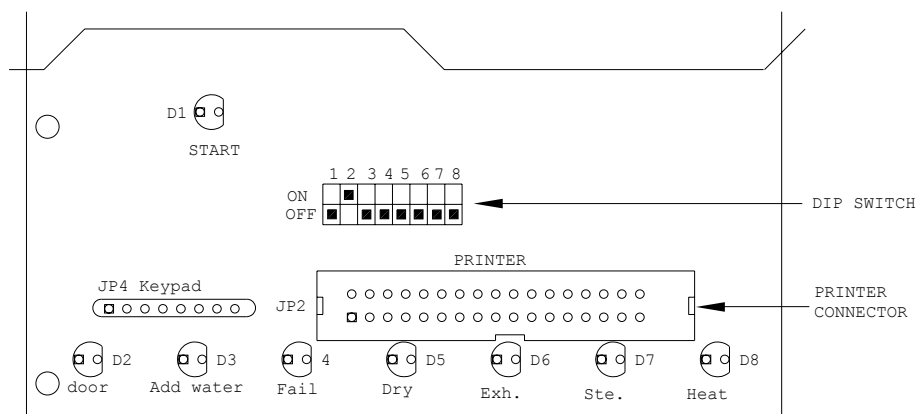 D1
START
1 2 3 4 5 6 7 8
ON
OFF
DIP SWITCH
PRINTER
JP4 Keypad
JP2
PRINTER
CONNECTOR
D2 D3 4 D5 D6 D7 D8
door Add water Fail Dry Exh. Ste. Heat